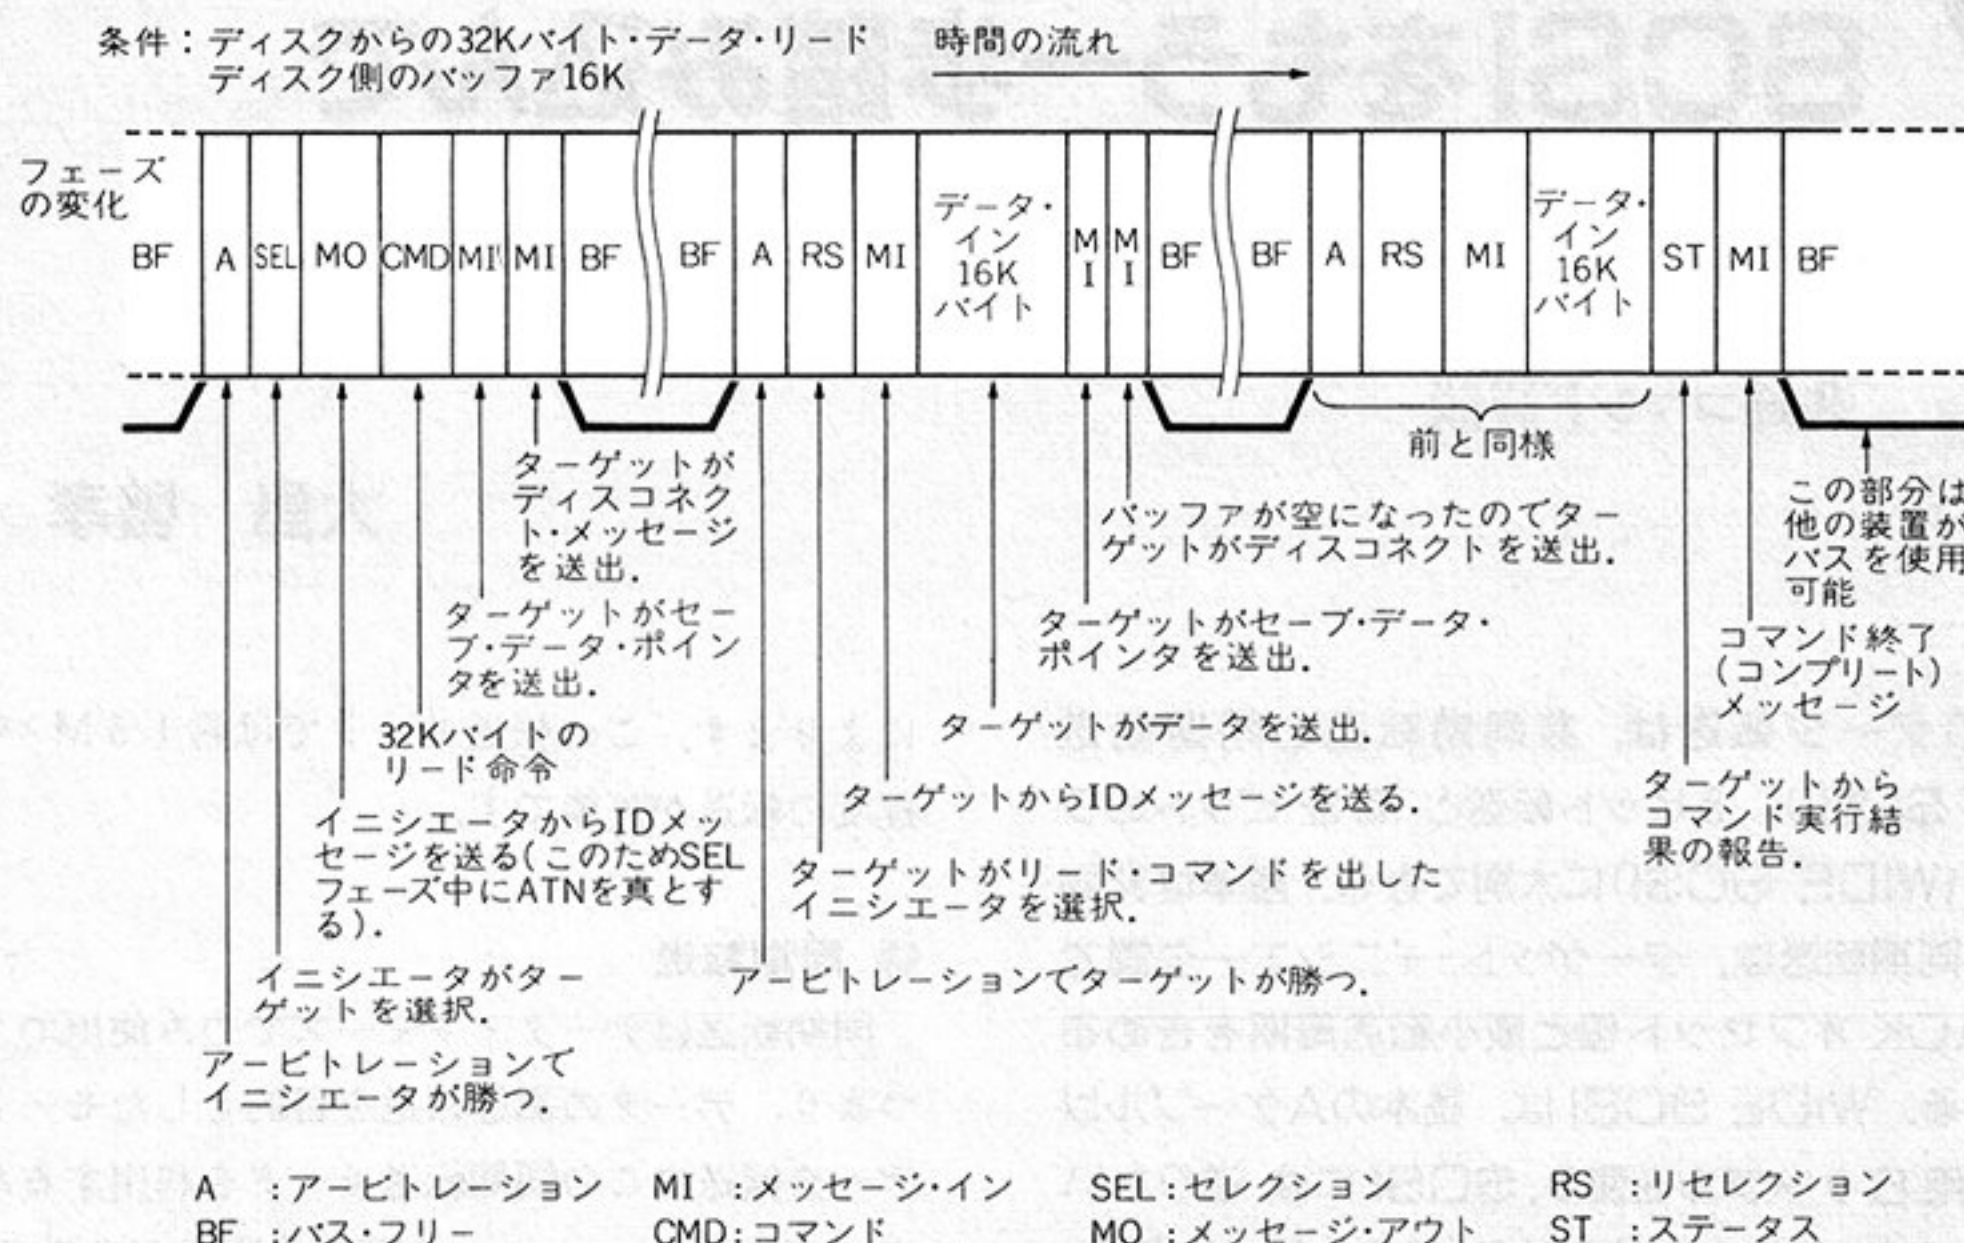 条件：ディスクからの32Kバイト・データ・リード
ディスク側のバッファ16K
時間の流れ
フェーズ
の変化
BF
A
SEL
MO
CMD
MI
MI
BF
BF
A
RS
MI
データ・
イン
16K
バイト
M
I
M
I
BF
BF
A
RS
MI
データ・
イン
16K
バイト
ST
MI
BF
ターゲットが
ディスコネク
ト・メッセージ
を送出．
ターゲットがセー
ブ・データ・ポイン
タを送出．
32Kバイトの
リード命令
イニシエータからIDメッ
セージを送る(このためSEL
フェーズ中にATNを真とす
る)．
イニシエータがター
ゲットを選択．
アービトレーションで
イニシエータが勝つ．
バッファが空になったのでター
ゲットがディスコネクトを送出．
ターゲットがセーブ・データ・
ポインタを送出．
ターゲットがデータを送出．
ターゲットからIDメッセージを送る．
ターゲットがリード・コマンドを出した
イニシエータを選択．
アービトレーションでターゲットが勝つ．
前と同様
この部分は
他の装置が
バスを使用
可能
コマンド終了
(コンプリート)
メッセージ
ターゲットから
コマンド実行結
果の報告．
A ：アービトレーション MI ：メッセージ・イン SEL：セレクション RS ：リセレクション
BF ：バス・フリー CMD：コマンド MO ：メッセージ・アウト ST ：ステータス